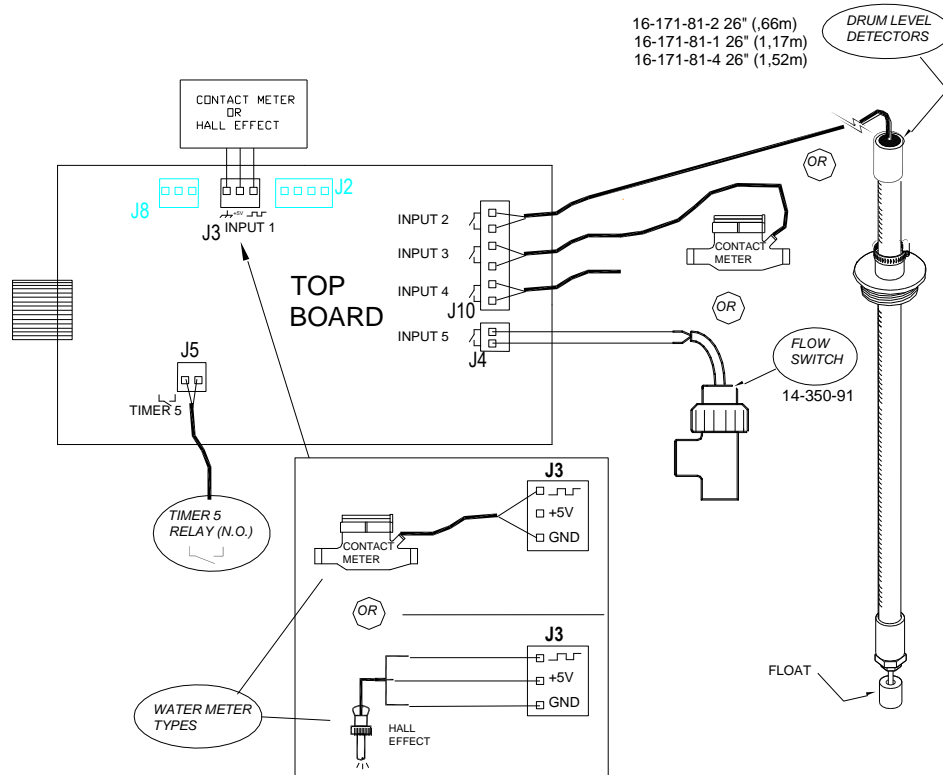 16-171-81-2 26" (,66m)
16-171-81-1 26" (1,17m)
16-171-81-4 26" (1,52m)
DRUM LEVEL
DETECTORS
CONTACT METER
OR
HALL EFFECT
J8
J2
+5V
J3 INPUT 1
OR
INPUT 2
INPUT 3
INPUT 4
J10
INPUT 5
J4
CONTACT
METER
OR
TOP
BOARD
FLOW
SWITCH
14-350-91
J5
TIMER 5
TIMER 5
RELAY (N.O.)
J3
+5V
GND
CONTACT
METER
OR
J3
+5V
GND
HALL
EFFECT
WATER METER
TYPES
FLOAT